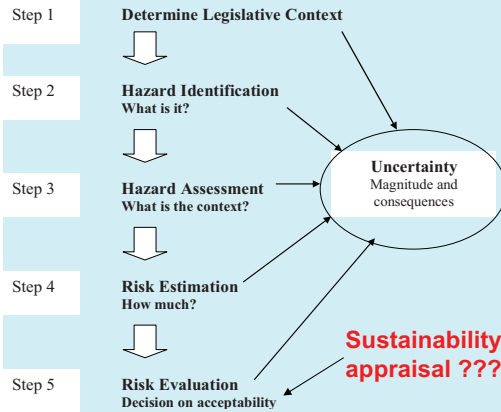 Step 1
Determine Legislative Context
Step 2
Hazard Identification
What is it?
Uncertainty
Magnitude and
consequences
Step 3
Hazard Assessment
What is the context?
Step 4
Risk Estimation
How much?
Sustainability
appraisal ???
Step 5
Risk Evaluation
Decision on acceptability